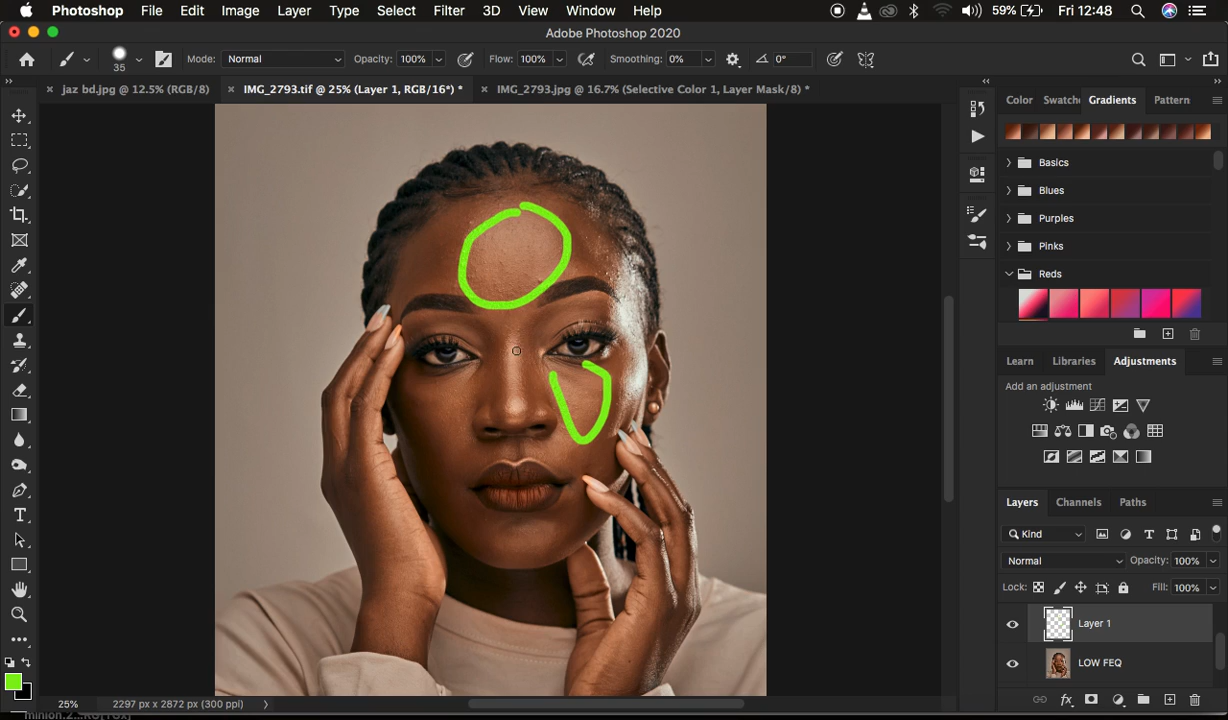 Photoshop File Edit Image Layer Type Select Filter 3D View Window Help 59% Fri 12:48
Adobe Photoshop 2020
35 Mode: Normal Opacity: 100% Flow: 100% Smoothing: 0% 0°
jaz bd.jpg @ 12.5% (RGB/8) IMG_2793.tif @ 25% (Layer 1, RGB/16*) * IMG_2793.jpg @ 16.7% (Selective Color 1, Layer Mask/8) *
Color Swatche Gradients Pattern
Basics
Blues
Purples
Pinks
Reds
Learn Libraries Adjustments
Add an adjustment
Layers Channels Paths
Kind
Normal Opacity: 100%
Lock: Fill: 100%
Layer 1
LOW FEQ
25% 2297 px x 2872 px (300 ppi)